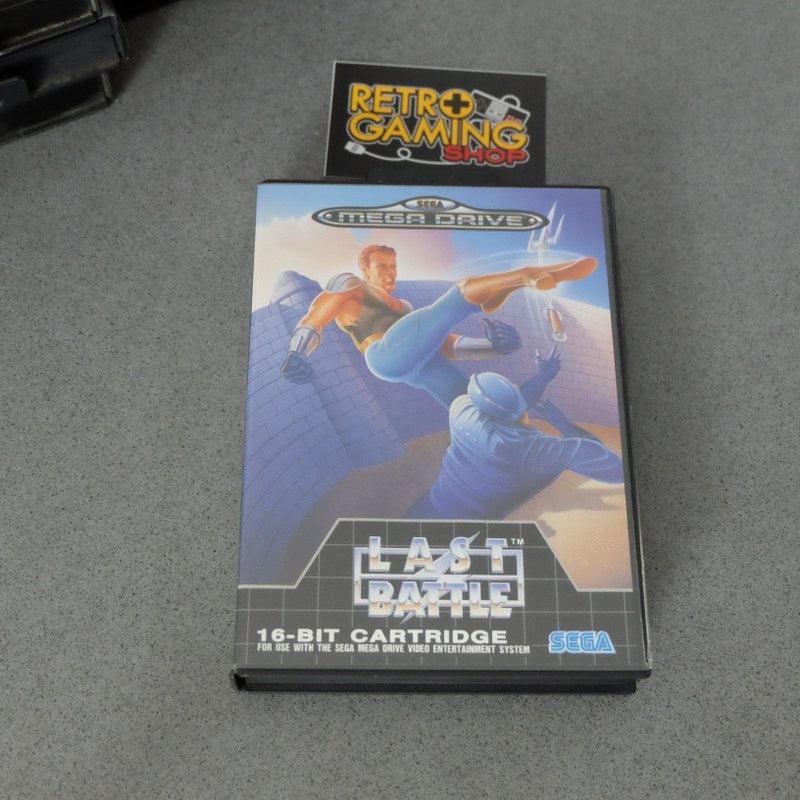 RETRO
GAMING
SHOP
SEGA
MEGA DRIVE
LAST TM
BATTLE
16-BIT CARTRIDGE
FOR USE WITH THE SEGA MEGA DRIVE VIDEO ENTERTAINMENT SYSTEM
SEGA